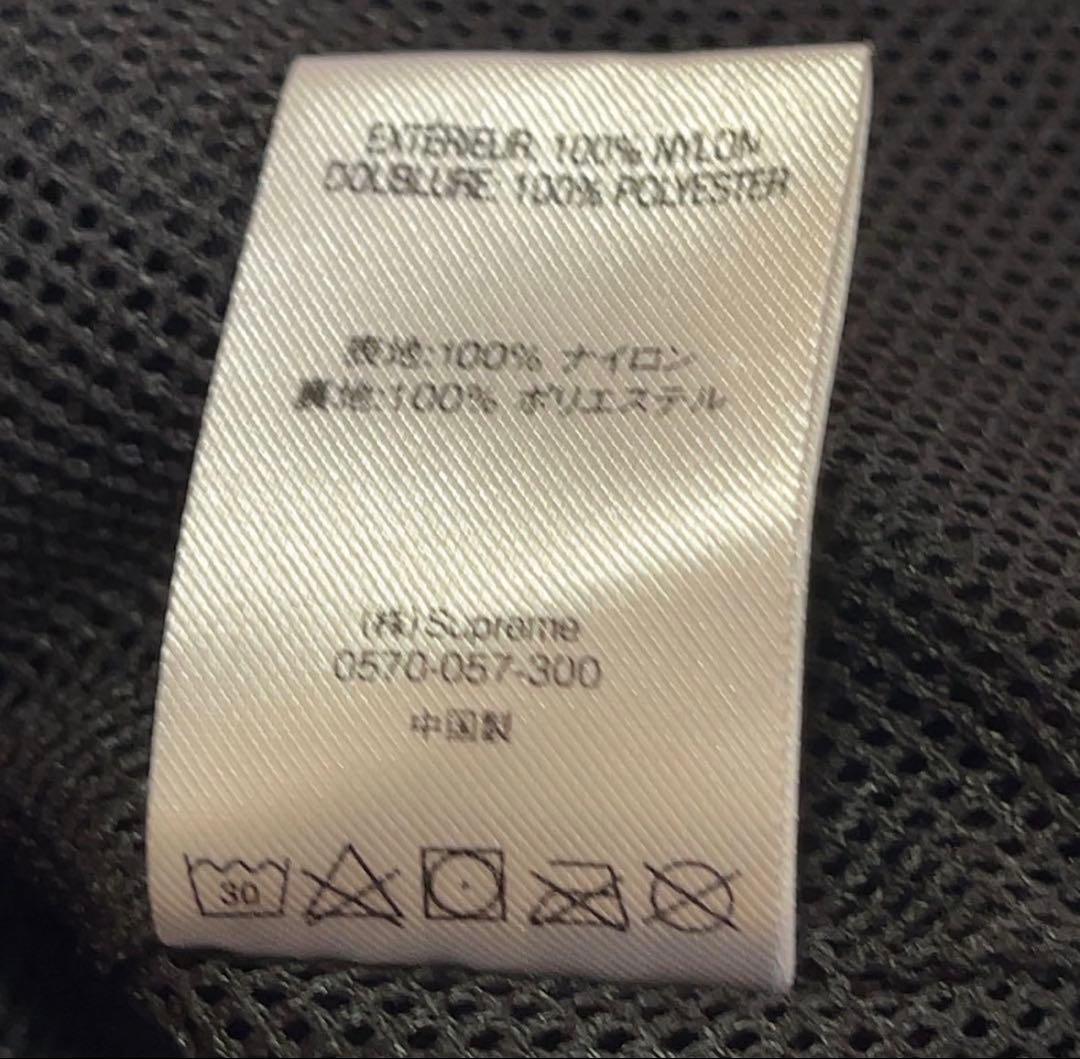 EXTÉRIEUR: 100% NYLON
DOUBLURE: 100% POLYESTER
表地:100% ナイロン
裏地:100% ポリエステル
(株)Supreme
0570-057-300
中国製
30